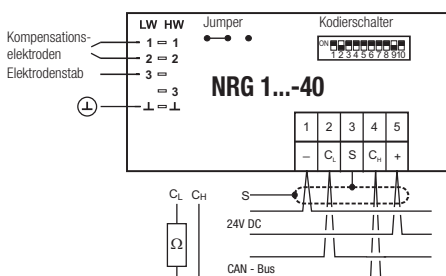 LW HW
Jumper
Kodierschalter
Kompensations-
elektroden
Elektrodenstab
1 1
2 2
3
3
ON
1 2 3 4 5 6 7 8 9 10
NRG 1...-40
1 2 3 4 5
– CL S CH +
CL CH
S
24V DC
Ω
CAN - Bus